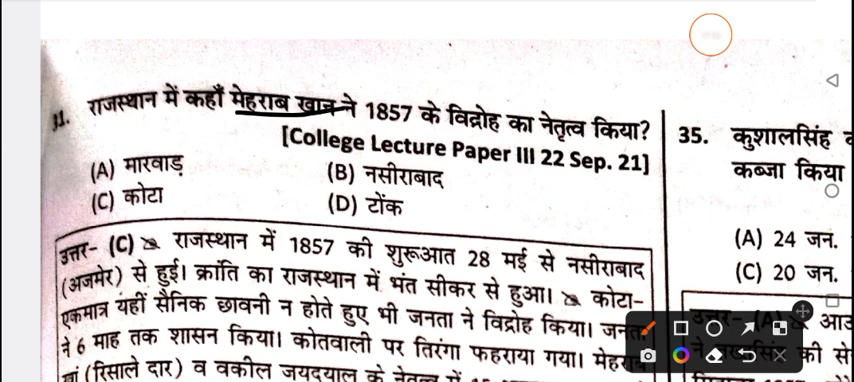 31. राजस्थान में कहाँ मेहराब खान ने 1857 के विद्रोह का नेतृत्व किया?
[College Lecture Paper III 22 Sep. 21]
(A) मारवाड़ (B) नसीराबाद
(C) कोटा (D) टोंक
उत्तर- (C) राजस्थान में 1857 की शुरूआत 28 मई से नसीराबाद
(अजमेर) से हुई। क्रांति का राजस्थान में भंत सीकर से हुआ। कोटा–
एकमात्र यहीं सैनिक छावनी न होते हुए भी जनता ने विद्रोह किया। जनता
ने 6 माह तक शासन किया। कोतवाली पर तिरंगा फहराया गया। मेहराब
खां (रिसाले दार) व वकील जयदयाल के नेतृत्व में
35. कुशालसिंह
कब्जा किया
(A) 24 जन.
(C) 20 जन.
उत्तर- (A) आउ
की से